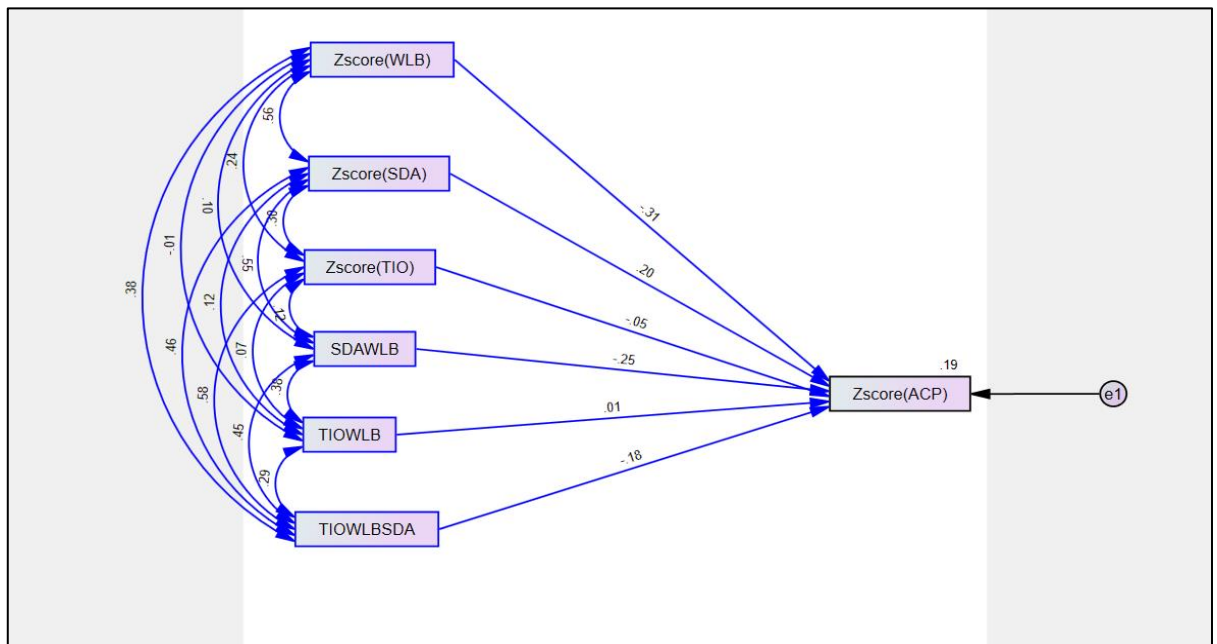 Zscore(WLB)
.56
Zscore(SDA)
.24
.10
-.01
.38
.30
-.31
Zscore(TIO)
.55
.20
.12
.12
-.05
SDAWLB
.46
.07
-.25
.19
Zscore(ACP)
e1
.58
.38
.01
TIOWLB
.45
.29
-.18
TIOWLBSDA